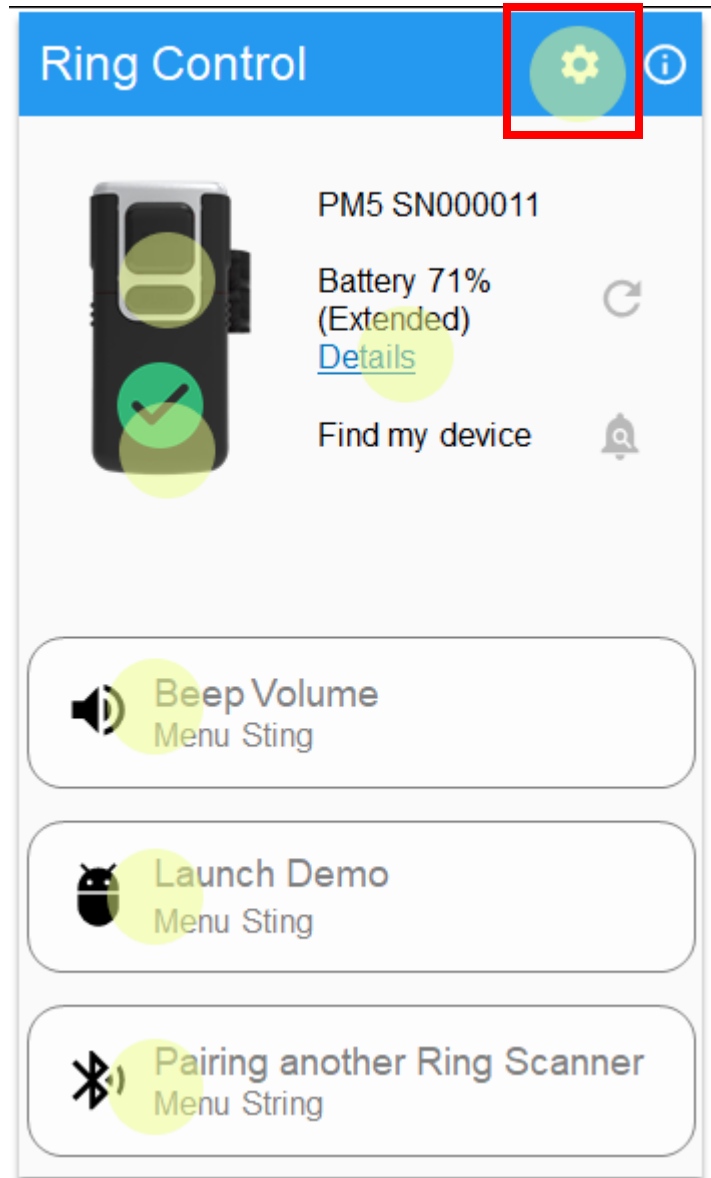 Ring Control
PM5 SN000011
Battery 71%
(Extended)
Details
Find my device
Beep Volume
Menu Sting
Launch Demo
Menu Sting
Pairing another Ring Scanner
Menu String